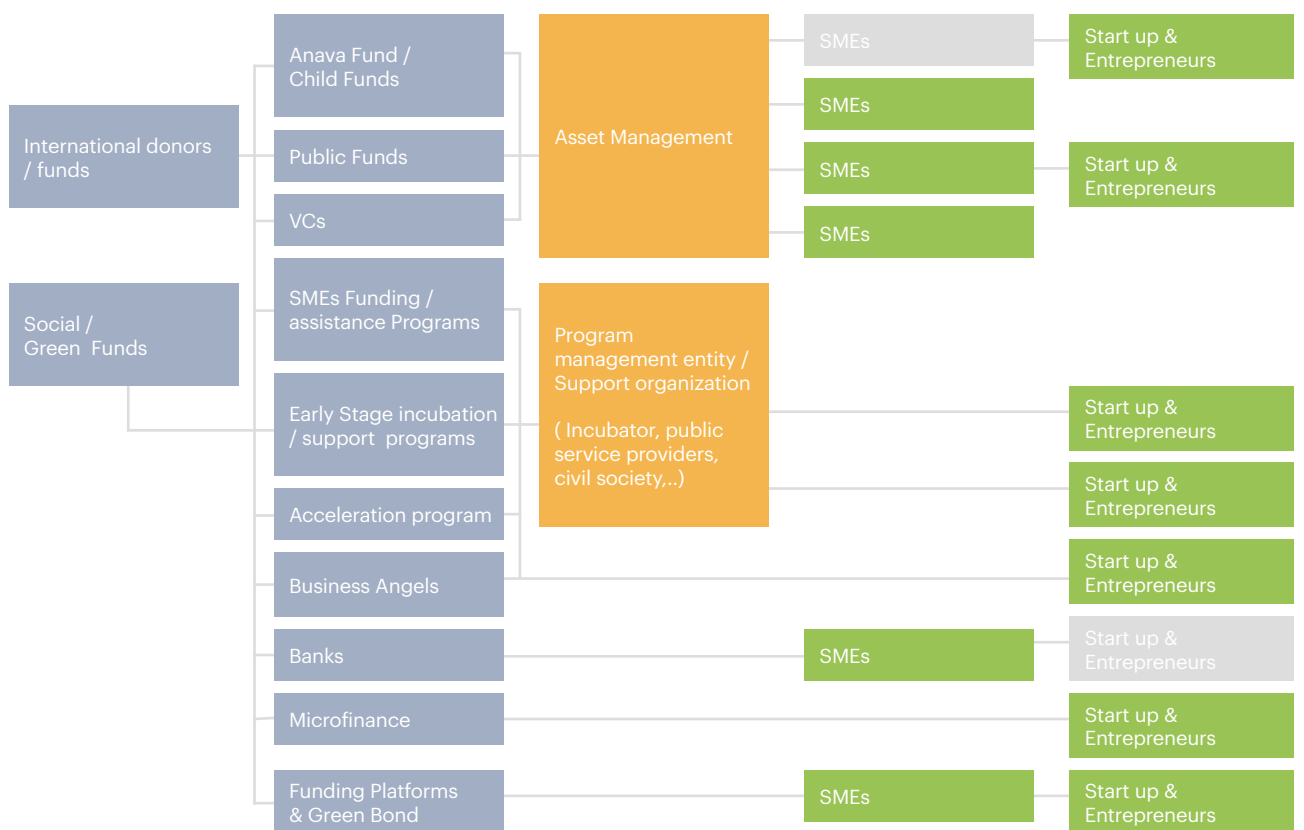 International donors
/ funds
Social /
Green Funds
Anava Fund /
Child Funds
Public Funds
VCs
SMEs Funding /
assistance Programs
Early Stage incubation
/ support programs
Acceleration program
Business Angels
Banks
Microfinance
Funding Platforms
& Green Bond
Asset Management
Program
management entity /
Support organization
( Incubator, public
service providers,
civil society,..)
SMEs
SMEs
SMEs
SMEs
SMEs
SMEs
Start up &
Entrepreneurs
Start up &
Entrepreneurs
Start up &
Entrepreneurs
Start up &
Entrepreneurs
Start up &
Entrepreneurs
Start up &
Entrepreneurs
Start up &
Entrepreneurs
Start up &
Entrepreneurs